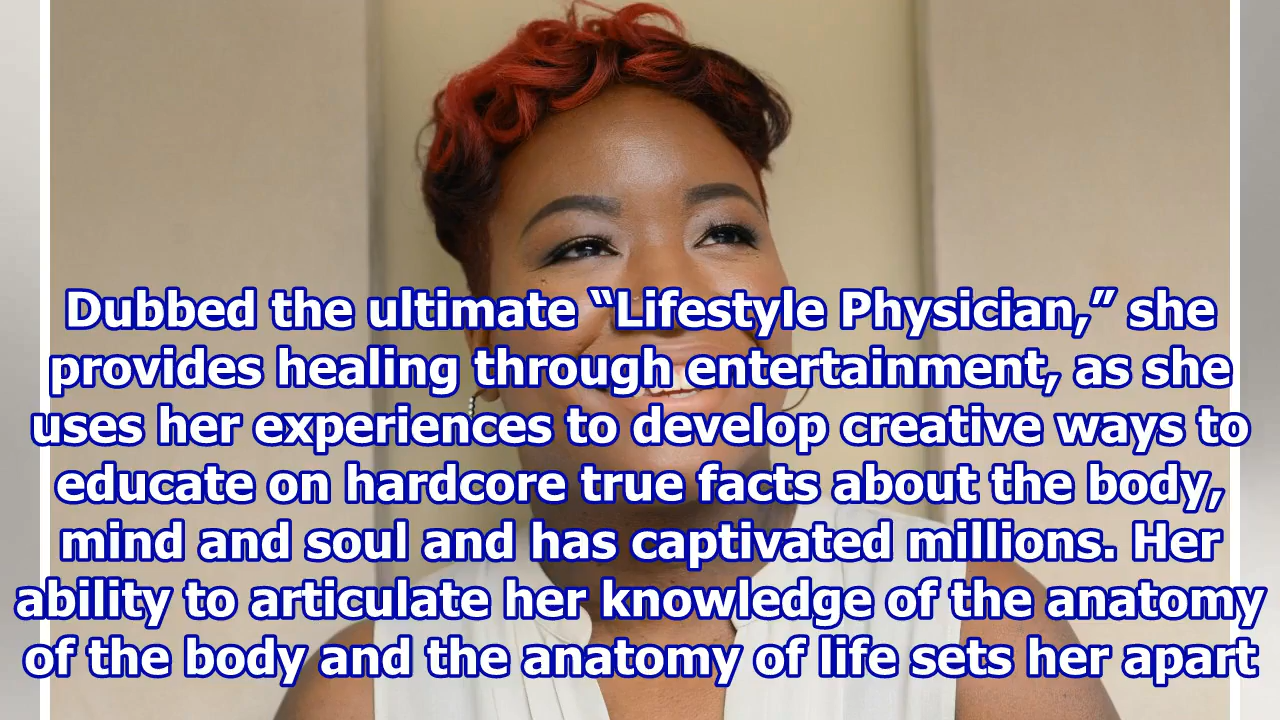 Dubbed the ultimate “Lifestyle Physician,” she
provides healing through entertainment, as she
uses her experiences to develop creative ways to
educate on hardcore true facts about the body,
mind and soul and has captivated millions. Her
ability to articulate her knowledge of the anatomy
of the body and the anatomy of life sets her apart